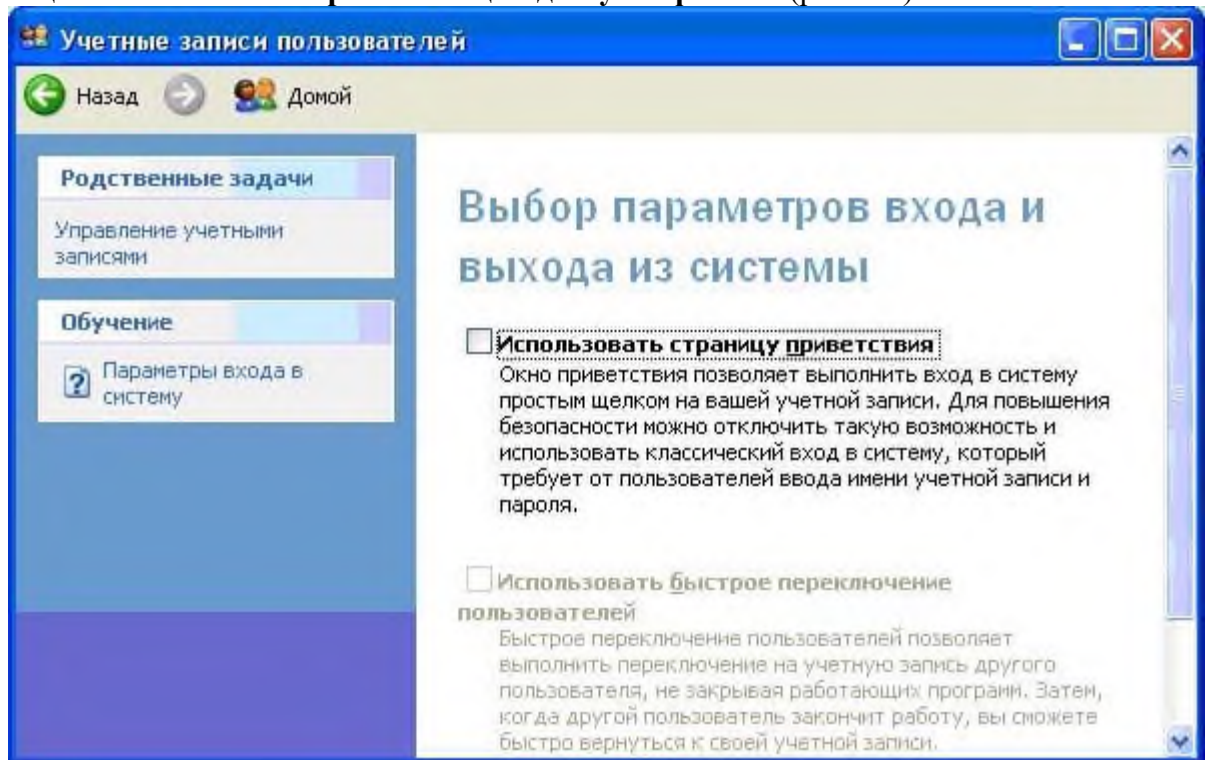 Учетные записи пользователей
Назад
Домой
Родственные задачи
Управление учетными
записями
Обучение
Параметры входа в
систему
Выбор параметров входа и
выхода из системы
Использовать страницу приветствия
Окно приветствия позволяет выполнить вход в систему
простым щелком на вашей учетной записи. Для повышения
безопасности можно отключить такую возможность и
использовать классический вход в систему, который
требует от пользователей ввода имени учетной записи и
пароля.
Использовать быстрое переключение
пользователей
Быстрое переключение пользователей позволяет
выполнить переключение на учетную запись другого
пользователя, не закрывая работающих программ. Затем,
когда другой пользователь закончит работу, вы сможете
быстро вернуться к своей учетной записи.